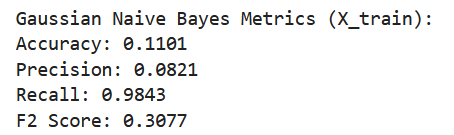 Gaussian Naive Bayes Metrics (X_train):
Accuracy: 0.1101
Precision: 0.0821
Recall: 0.9843
F2 Score: 0.3077